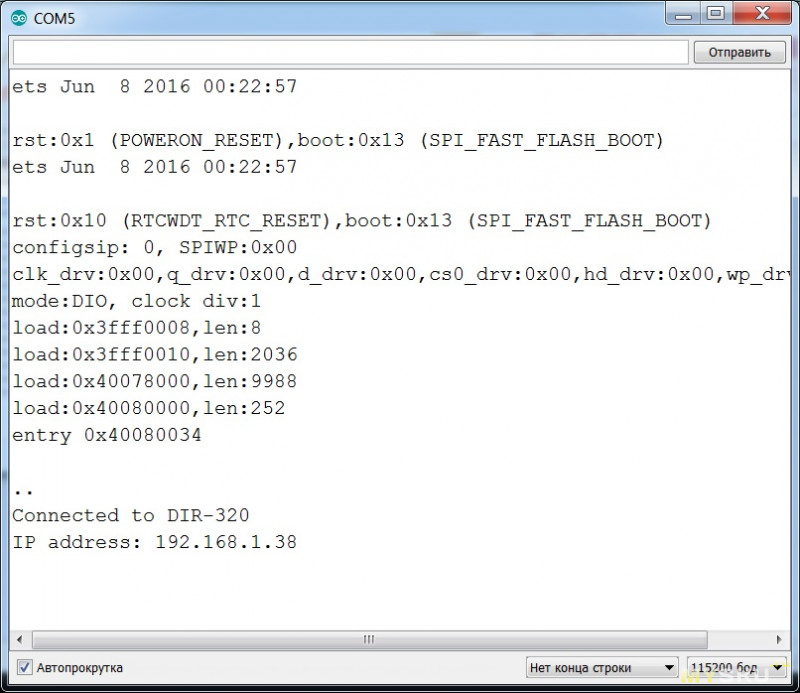 COM5
Отправить
ets Jun  8 2016 00:22:57
rst:0x1 (POWERON_RESET),boot:0x13 (SPI_FAST_FLASH_BOOT)
ets Jun  8 2016 00:22:57
rst:0x10 (RTCWDT_RTC_RESET),boot:0x13 (SPI_FAST_FLASH_BOOT)
configsip: 0, SPIWP:0x00
clk_drv:0x00,q_drv:0x00,d_drv:0x00,cs0_drv:0x00,hd_drv:0x00,wp_drv
mode:DIO, clock div:1
load:0x3fff0008,len:8
load:0x3fff0010,len:2036
load:0x40078000,len:9988
load:0x40080000,len:252
entry 0x40080034
..
Connected to DIR-320
IP address: 192.168.1.38
Автопрокрутка
Нет конца строки
115200 бод
MYSKU